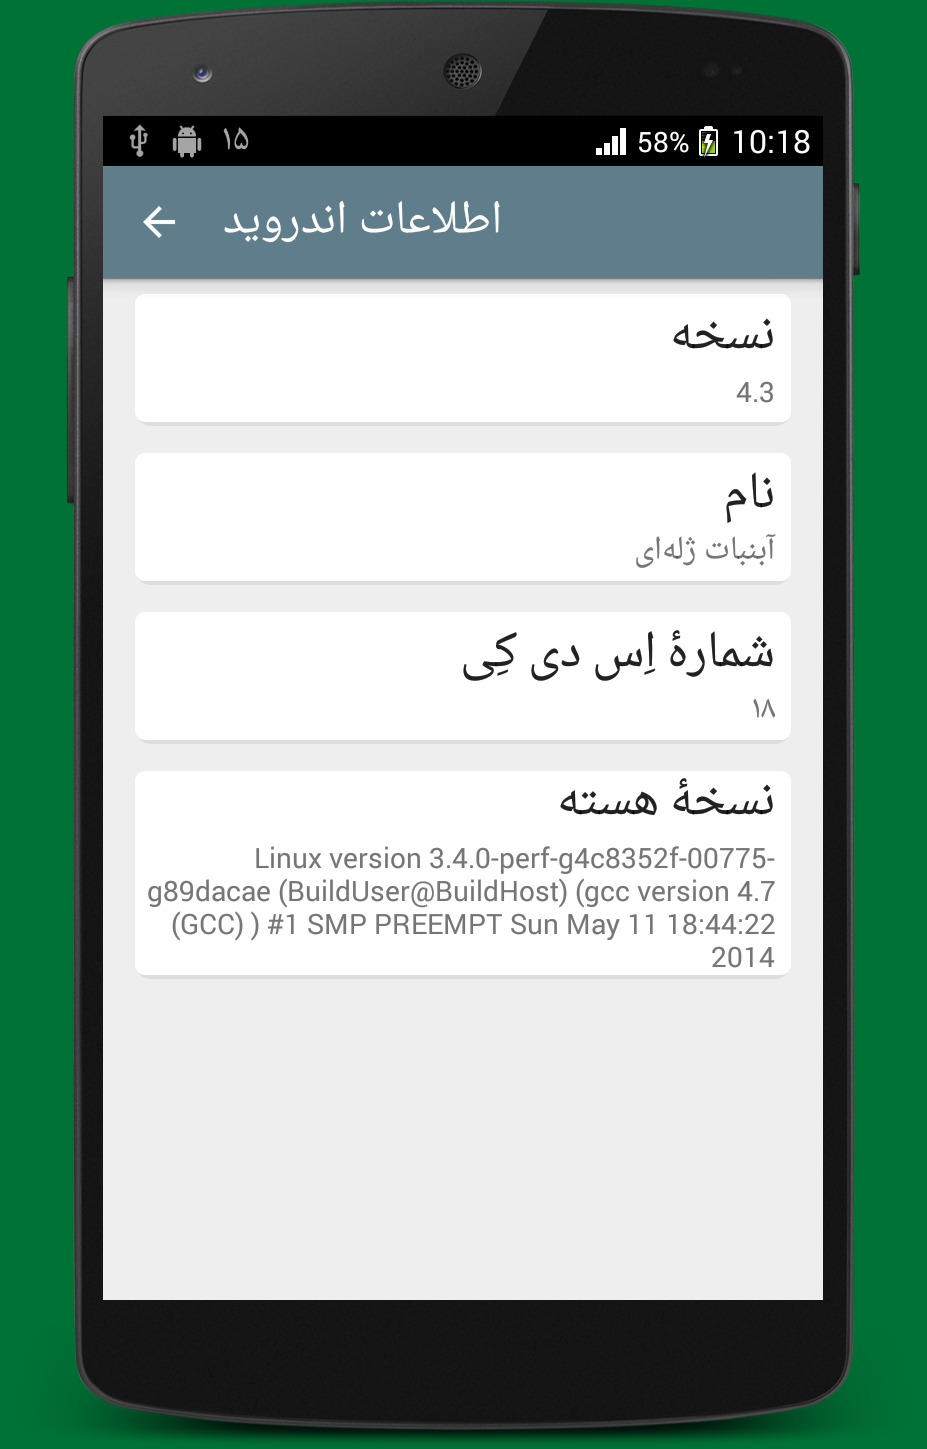 ۱۵ 58% 10:18
اطلاعات اندروید
نسخه
4.3
نام
آبنبات ژله‌ای
شمارهٔ اِس دی کِی
۱۸
نسخهٔ هسته
Linux version 3.4.0-perf-g4c8352f-00775-
g89dacae (BuildUser@BuildHost) (gcc version 4.7
(GCC) ) #1 SMP PREEMPT Sun May 11 18:44:22
2014